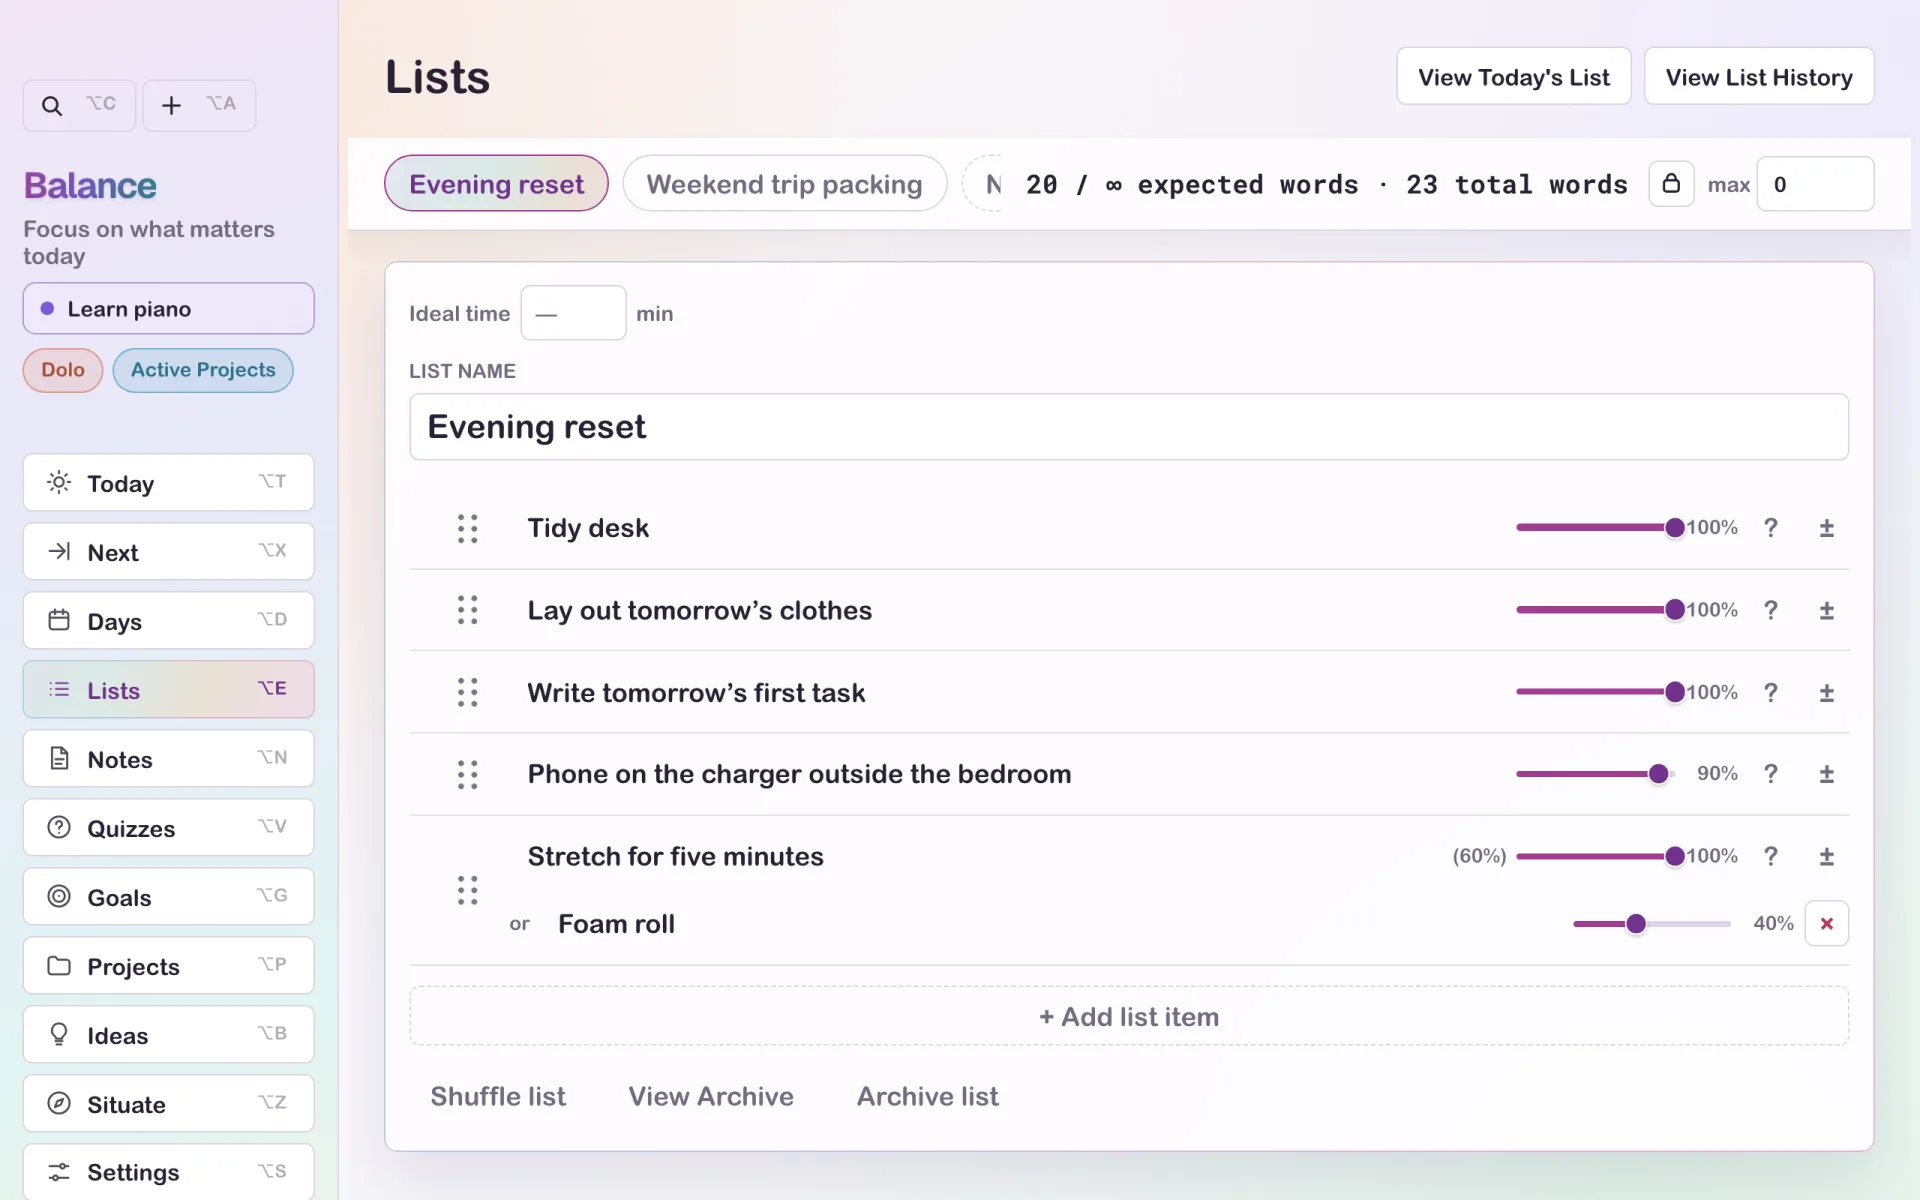 ⌥C
+ ⌥A
Balance
Focus on what matters
today
Learn piano
Dolo
Active Projects
Today ⌥T
Next ⌥X
Days ⌥D
Lists ⌥E
Notes ⌥N
Quizzes ⌥V
Goals ⌥G
Projects ⌥P
Ideas ⌥B
Situate ⌥Z
Settings ⌥S
Lists
View Today's List
View List History
Evening reset
Weekend trip packing
N
20 / ∞ expected words · 23 total words
max 0
Ideal time — min
LIST NAME
Evening reset
Tidy desk 100% ? ±
Lay out tomorrow’s clothes 100% ? ±
Write tomorrow’s first task 100% ? ±
Phone on the charger outside the bedroom 90% ? ±
Stretch for five minutes (60%) 100% ? ±
or Foam roll 40% ×
+ Add list item
Shuffle list View Archive Archive list